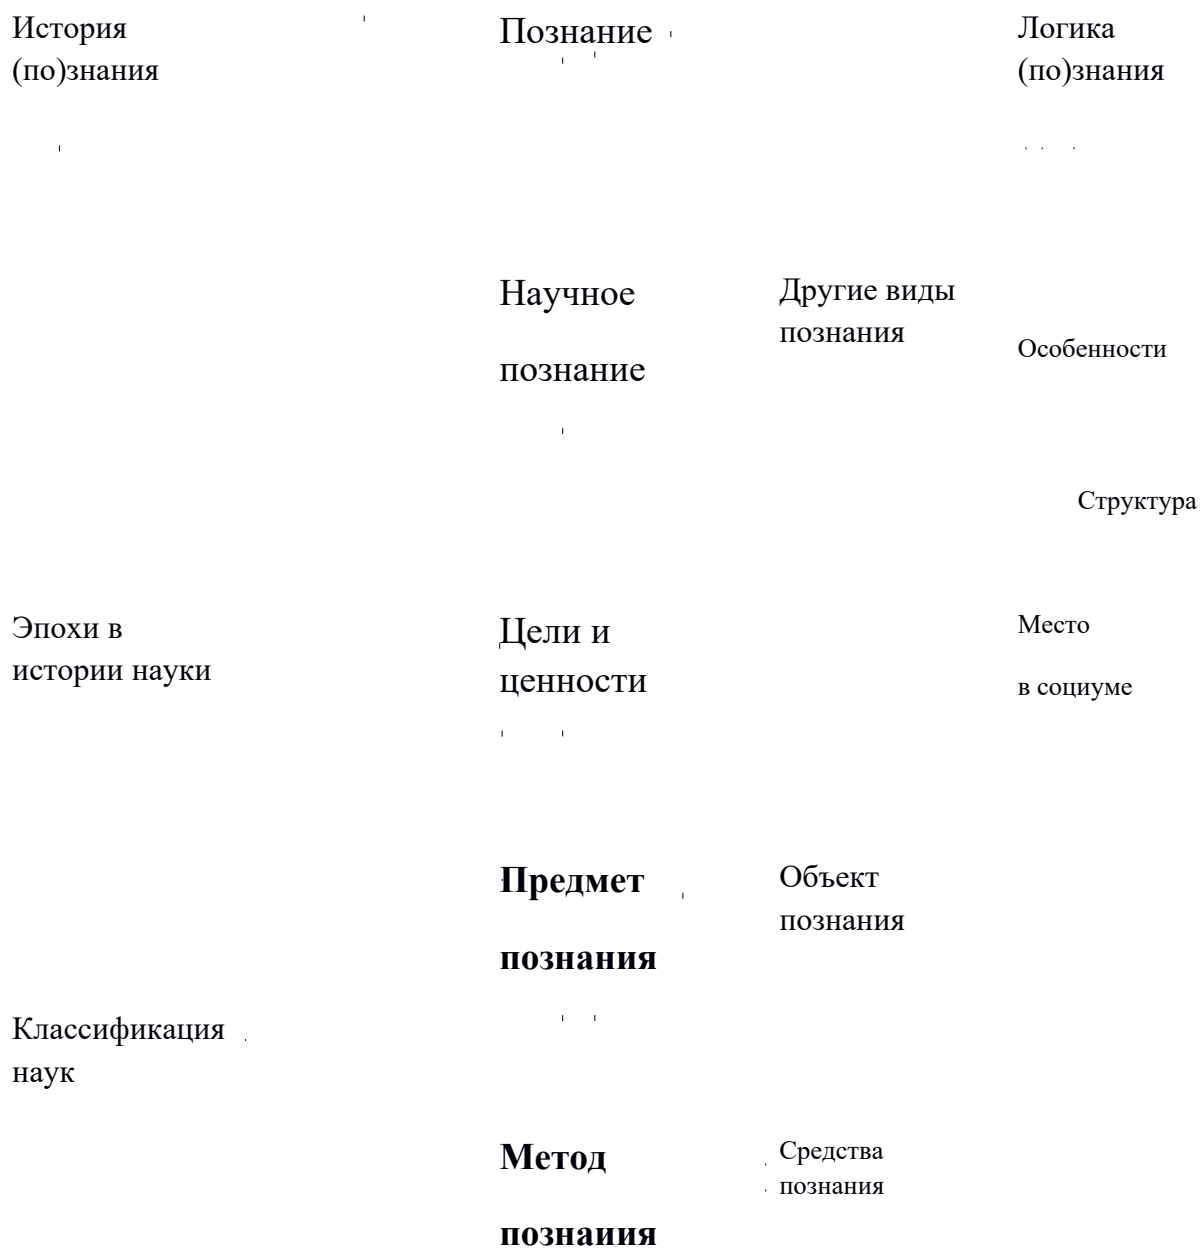 История
(по)знания
Познание
Логика
(по)знания
Научное
познание
Другие виды
познания
Особенности
Структура
Эпохи в
истории науки
Цели и
ценности
Место
в социуме
Предмет
познания
Объект
познания
Классификация
наук
Метод
познаиия
Средства
познания